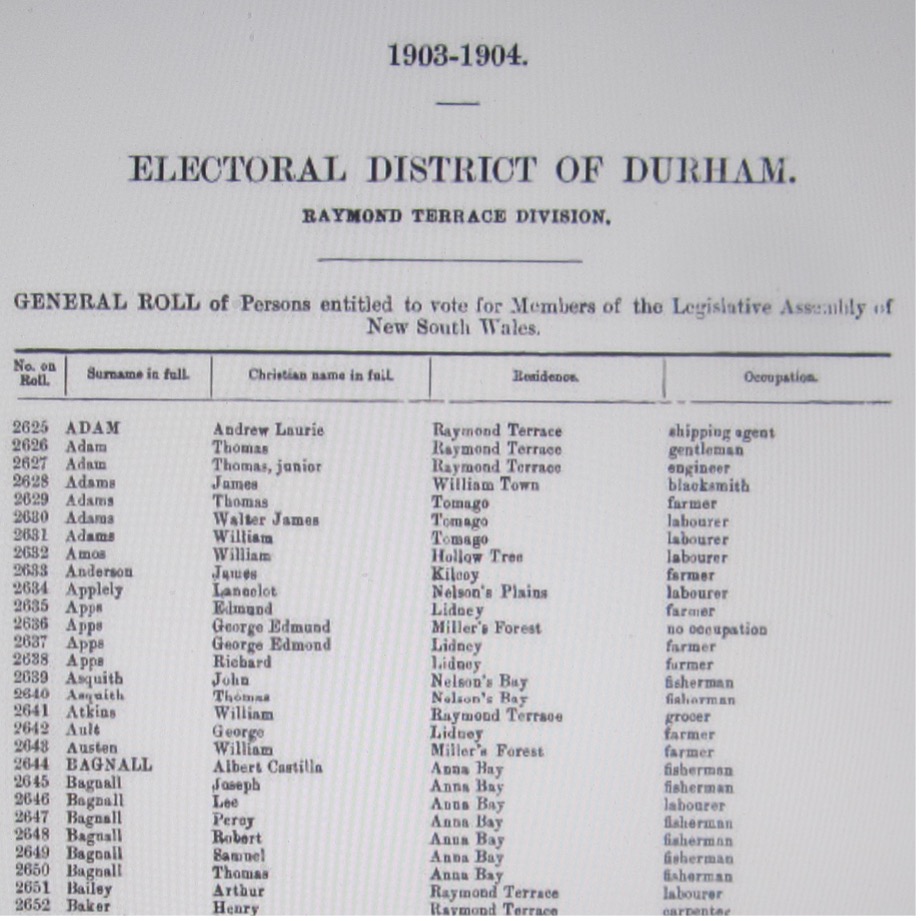 1903-1904.
ELECTORAL DISTRICT OF DURHAM.
RAYMOND TERRACE DIVISION.
GENERAL ROLL of Persons entitled to vote for Members of the Legislative Assembly of
New South Wales.
No. on Roll. Surname in full. Christian name in full. Residence. Occupation.
2625 ADAM Andrew Laurie Raymond Terrace shipping agent
2626 Adam Thomas Raymond Terrace gentleman
2627 Adam Thomas, junior Raymond Terrace engineer
2628 Adams James William Town blacksmith
2629 Adams Thomas Tomago farmer
2630 Adams Walter James Tomago labourer
2631 Adams William Tomago labourer
2632 Amos William Hollow Tree labourer
2633 Anderson James Kilcoy farmer
2634 Applely Lancelot Nelson's Plains labourer
2635 Apps Edmund Lidney farmer
2636 Apps George Edmund Miller's Forest no occupation
2637 Apps George Edmond Lidney farmer
2638 Apps Richard Lidney farmer
2639 Asquith John Nelson's Bay fisherman
2640 Asquith Thomas Nelson's Bay fisherman
2641 Atkins William Raymond Terrace grocer
2642 Ault George Lidney farmer
2643 Austen William Miller's Forest farmer
2644 BAGNALL Albert Castilla Anna Bay fisherman
2645 Bagnall Joseph Anna Bay fisherman
2646 Bagnall Lee Anna Bay labourer
2647 Bagnall Percy Anna Bay fisherman
2648 Bagnall Robert Anna Bay fisherman
2649 Bagnall Samuel Anna Bay fisherman
2650 Bagnall Thomas Anna Bay fisherman
2651 Bailey Arthur Raymond Terrace labourer
2652 Baker Henry Raymond Terrace carpenter